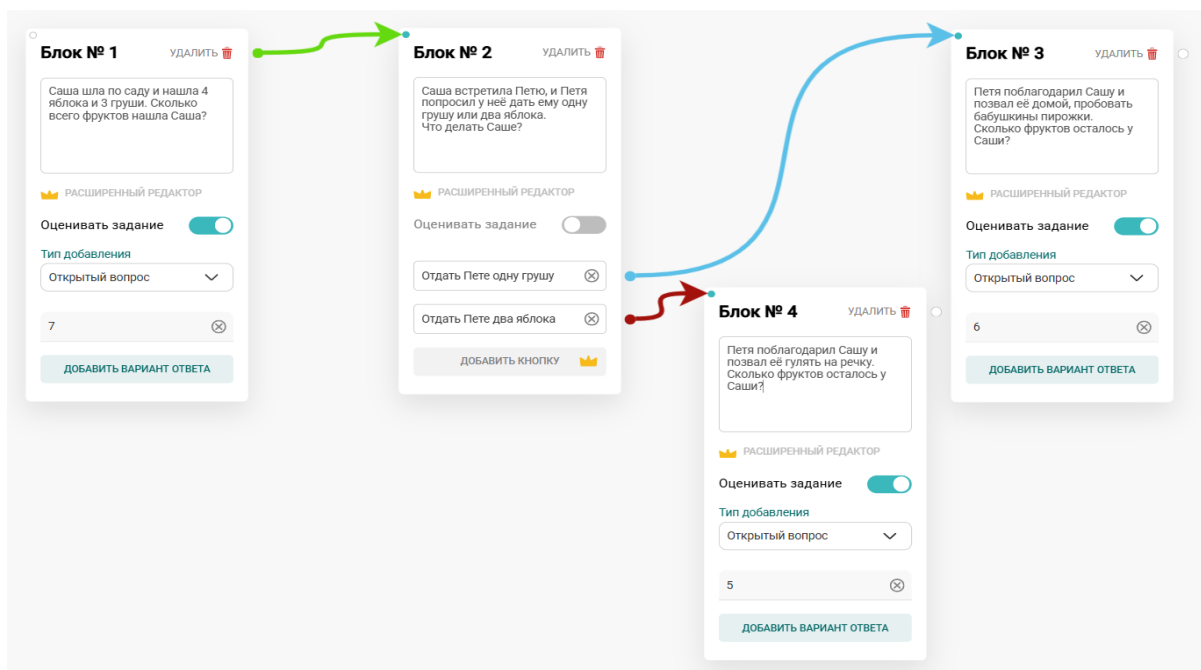 Блок № 1
УДАЛИТЬ
Саша шла по саду и нашла 4
яблока и 3 груши. Сколько
всего фруктов нашла Саша?
РАСШИРЕННЫЙ РЕДАКТОР
Оценивать задание
Тип добавления
Открытый вопрос
7
ДОБАВИТЬ ВАРИАНТ ОТВЕТА
Блок № 2
УДАЛИТЬ
Саша встретила Петю, и Петя
попросил у неё дать ему одну
грушу или два яблока.
Что делать Саше?
РАСШИРЕННЫЙ РЕДАКТОР
Оценивать задание
Отдать Пете одну грушу
Отдать Пете два яблока
ДОБАВИТЬ КНОПКУ
Блок № 4
УДАЛИТЬ
Петя поблагодарил Сашу и
позвал её гулять на речку.
Сколько фруктов осталось у
Саши?
РАСШИРЕННЫЙ РЕДАКТОР
Оценивать задание
Тип добавления
Открытый вопрос
5
ДОБАВИТЬ ВАРИАНТ ОТВЕТА
Блок № 3
УДАЛИТЬ
Петя поблагодарил Сашу и
позвал её домой, пробовать
бабушкины пирожки.
Сколько фруктов осталось у
Саши?
РАСШИРЕННЫЙ РЕДАКТОР
Оценивать задание
Тип добавления
Открытый вопрос
6
ДОБАВИТЬ ВАРИАНТ ОТВЕТА